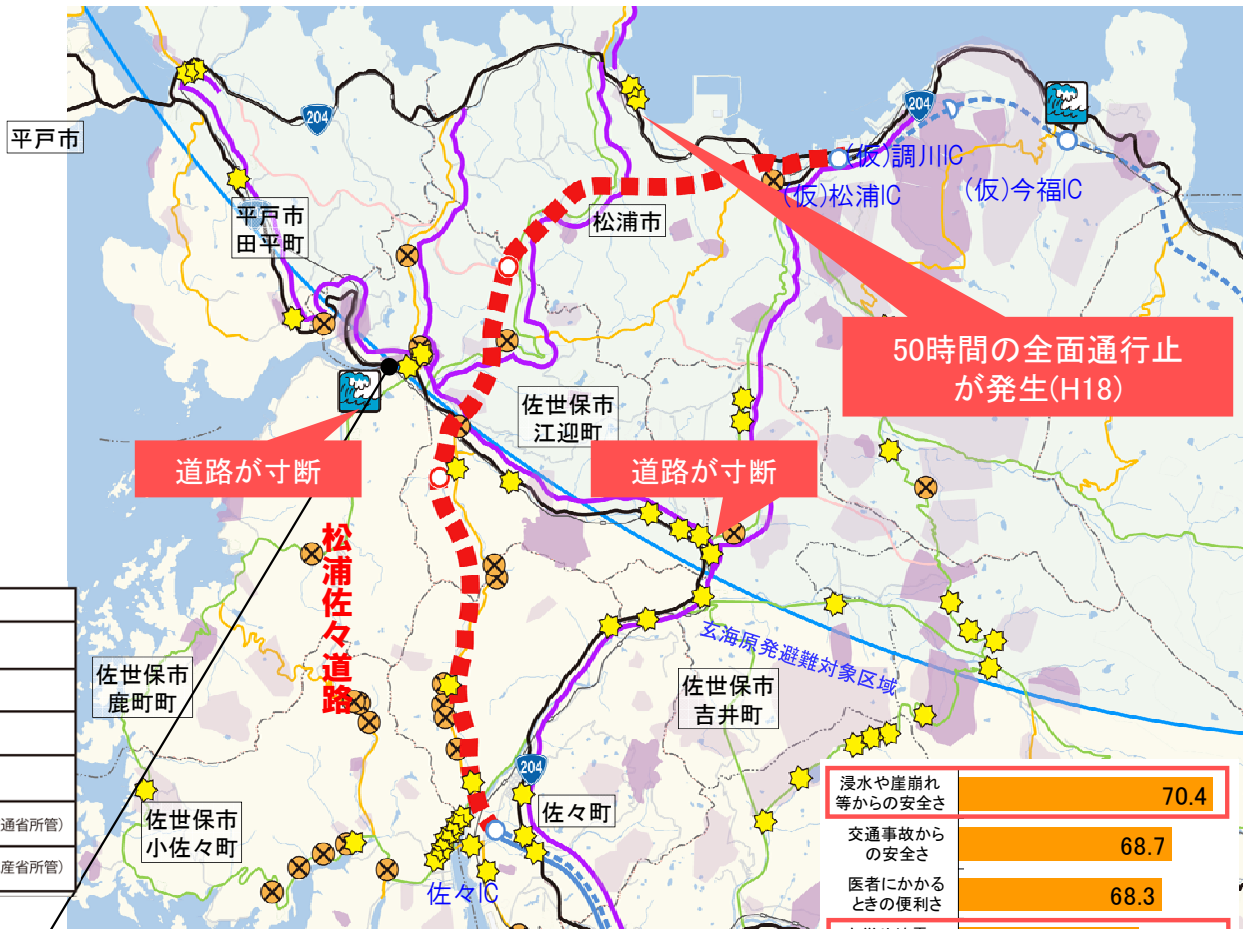 平戸市
204
204
(仮)調川IC
(仮)松浦IC
(仮)今福IC
平戸市
田平町
松浦市
50時間の全面通行止
が発生(H18)
佐世保市
江迎町
道路が寸断
道路が寸断
松浦佐々道路
玄海原発避難対象区域
佐世保市
鹿町町
佐世保市
吉井町
204
佐々町
通省所管)
産省所管)
佐世保市
小佐々町
佐々IC
浸水や崖崩れ
等からの安全さ
70.4
交通事故から
の安全さ
68.7
医者にかかる
ときの便利さ
68.3